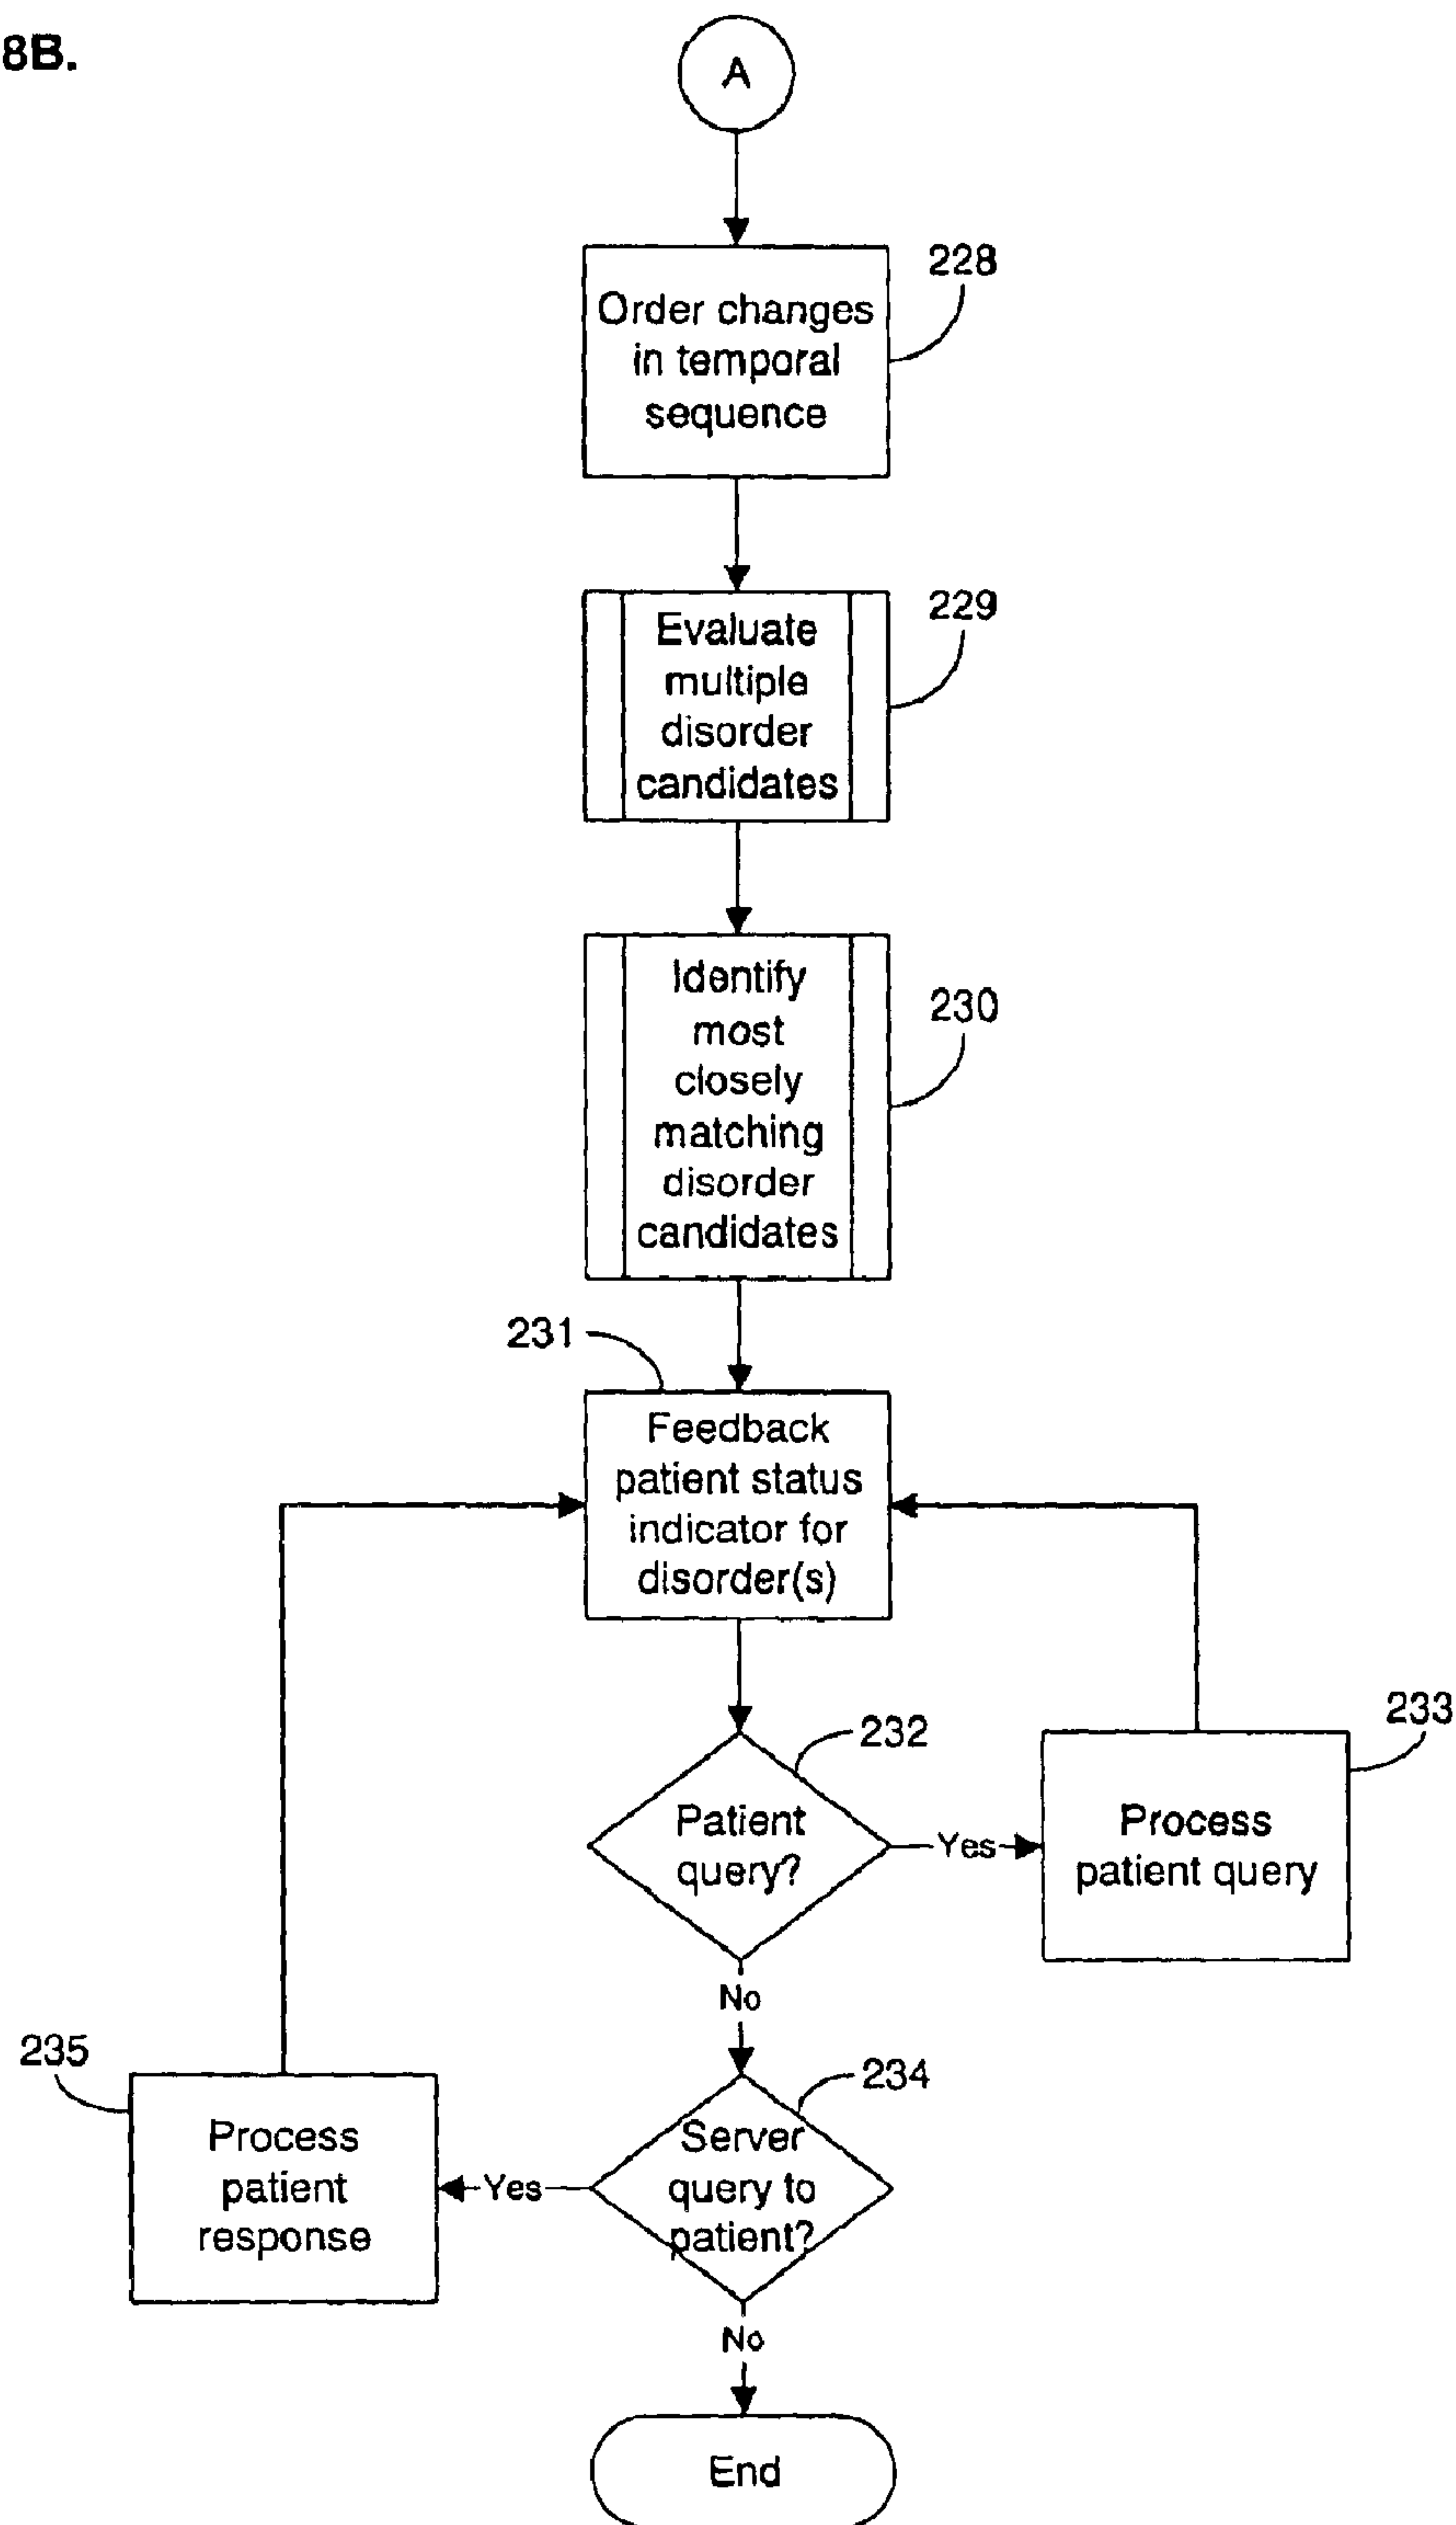 8B.
A
228
Order changes
in temporal
sequence
229
Evaluate
multiple
disorder
candidates
230
Identify
most
closely
matching
disorder
candidates
231
Feedback
patient status
indicator for
disorder(s)
232
Patient
query?
Yes
233
Process
patient query
No
234
Server
query to
patient?
Yes
235
Process
patient
response
No
End